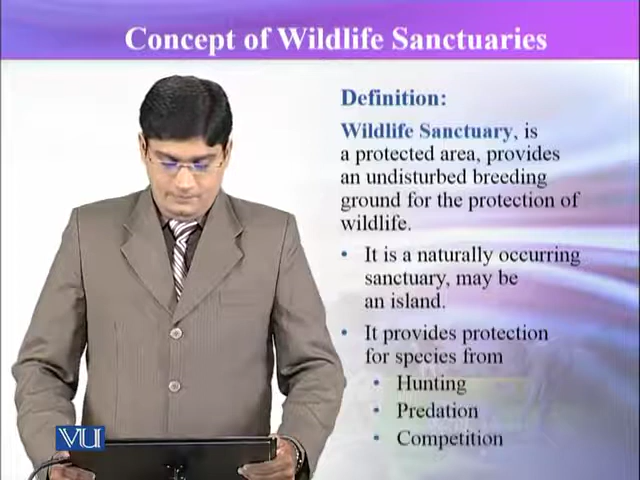 Concept of Wildlife Sanctuaries
Definition:
Wildlife Sanctuary, is
a protected area, provides
an undisturbed breeding
ground for the protection of
wildlife.
• It is a naturally occurring
sanctuary, may be
an island.
• It provides protection
for species from
• Hunting
• Predation
• Competition
VU